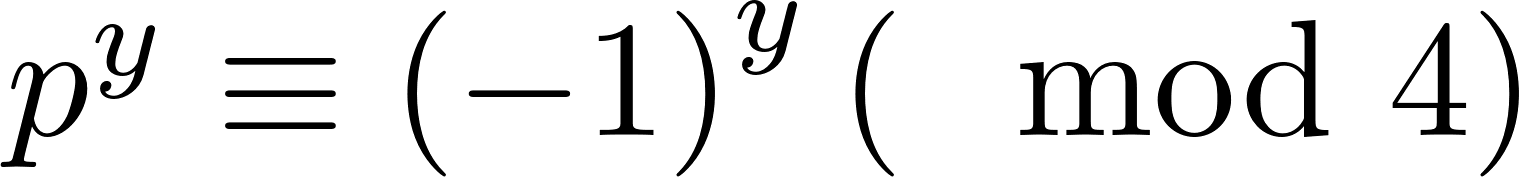 p^y ≡ (−1)^y ( mod 4)